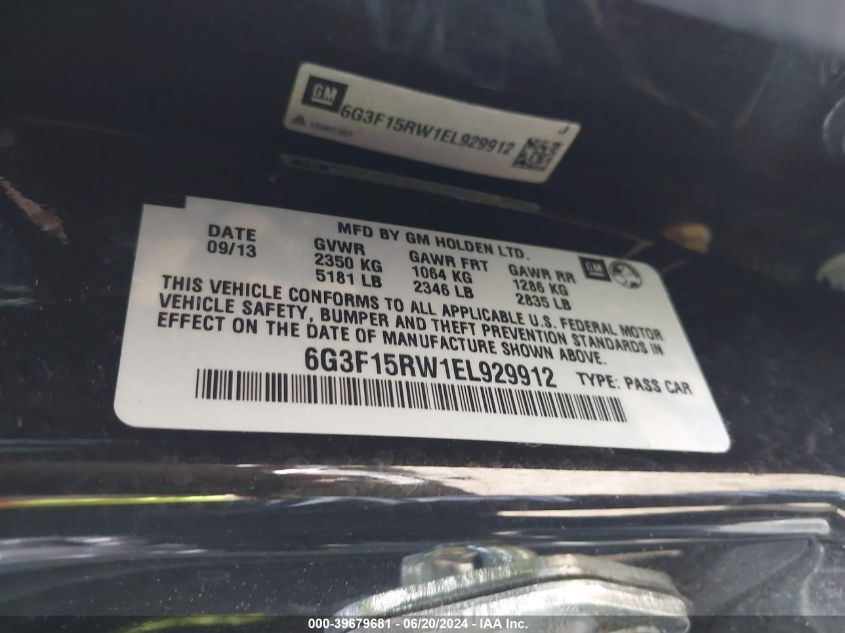 GM
6G3F15RW1EL929912
J
MFD BY GM HOLDEN LTD.
DATE GVWR GAWR FRT GAWR RR GM
09/13 2350 KG 1064 KG 1286 KG
5181 LB 2346 LB 2835 LB
THIS VEHICLE CONFORMS TO ALL APPLICABLE U.S. FEDERAL MOTOR
VEHICLE SAFETY, BUMPER AND THEFT PREVENTION STANDARDS IN
EFFECT ON THE DATE OF MANUFACTURE SHOWN ABOVE.
6G3F15RW1EL929912 TYPE: PASS CAR
000-39679681 - 06/20/2024 - IAA Inc.